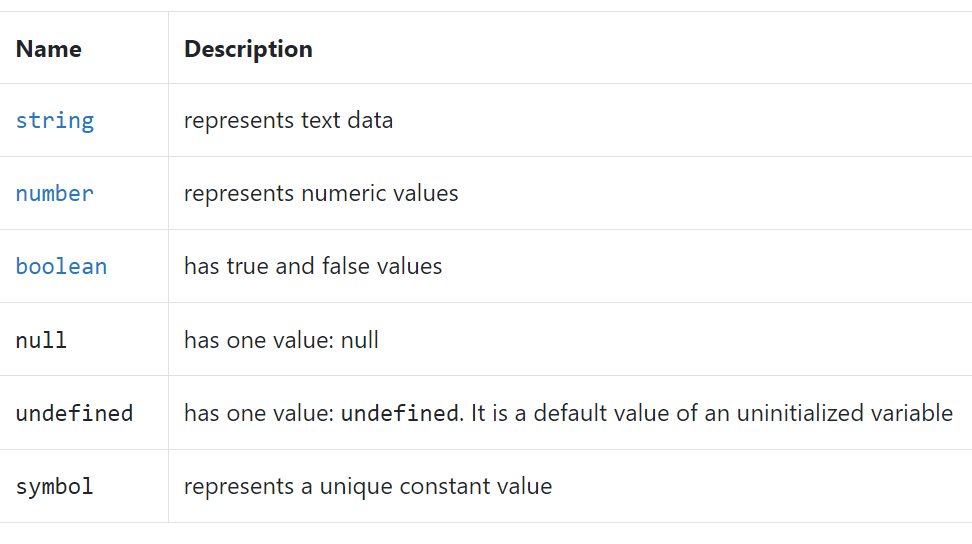 Name Description
string represents text data
number represents numeric values
boolean has true and false values
null has one value: null
undefined has one value: undefined. It is a default value of an uninitialized variable
symbol represents a unique constant value